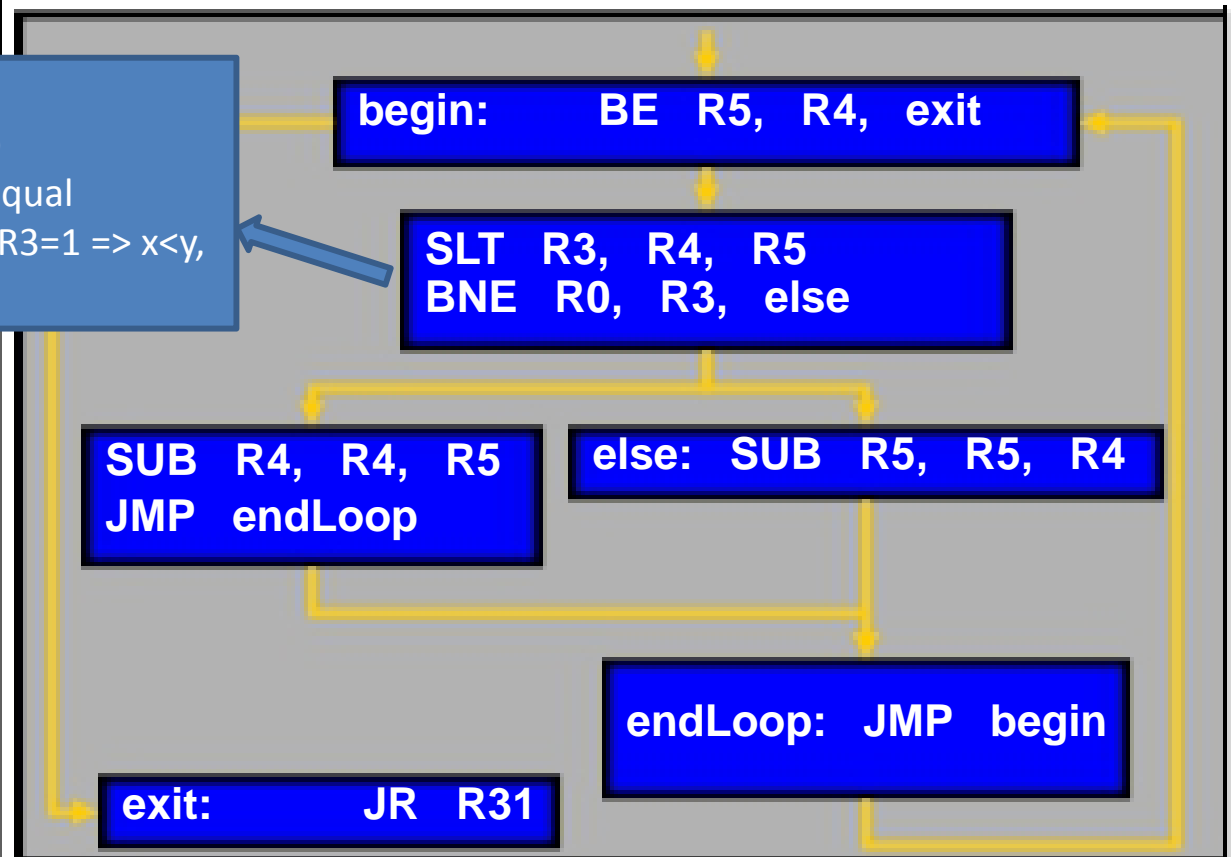 begin: BE R5, R4, exit
R3=1 => x<y,
SLT R3, R4, R5
BNE R0, R3, else
SUB R4, R4, R5
JMP endLoop
else: SUB R5, R5, R4
endLoop: JMP begin
exit: JR R31